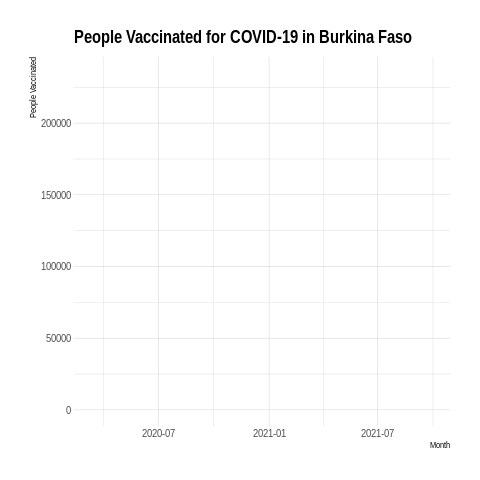 People Vaccinated for COVID-19 in Burkina Faso
People Vaccinated
200000
150000
100000
50000
0
2020-07 2021-01 2021-07
Month